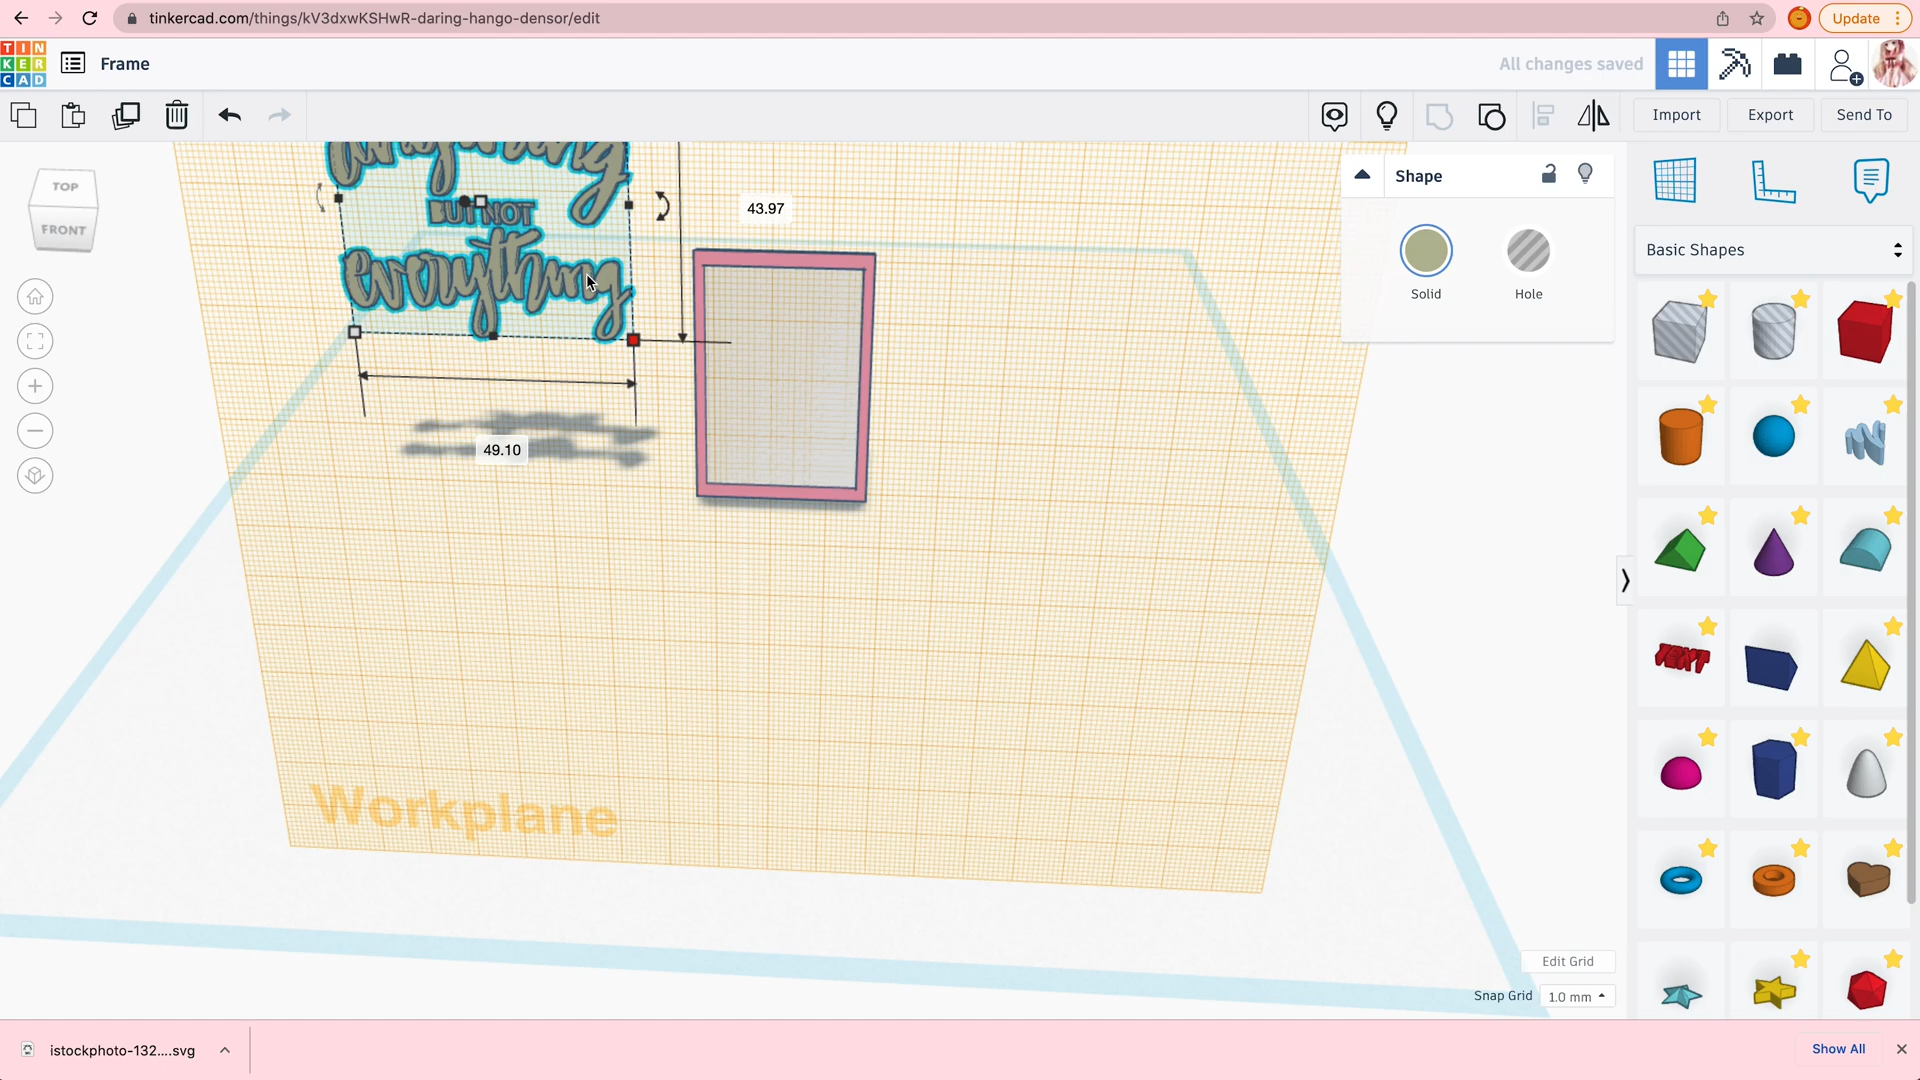 tinkercad.com/things/kV3dxwKSHwR-daring-hango-densor/edit
Update
TIN
KER
CAD
Frame
All changes saved
Import
Export
Send To
TOP
FRONT
anything
BUT NOT
everything
43.97
49.10
Shape
Solid
Hole
Basic Shapes
TEXT
Workplane
Edit Grid
Snap Grid
1.0 mm
istockphoto-132....svg
Show All